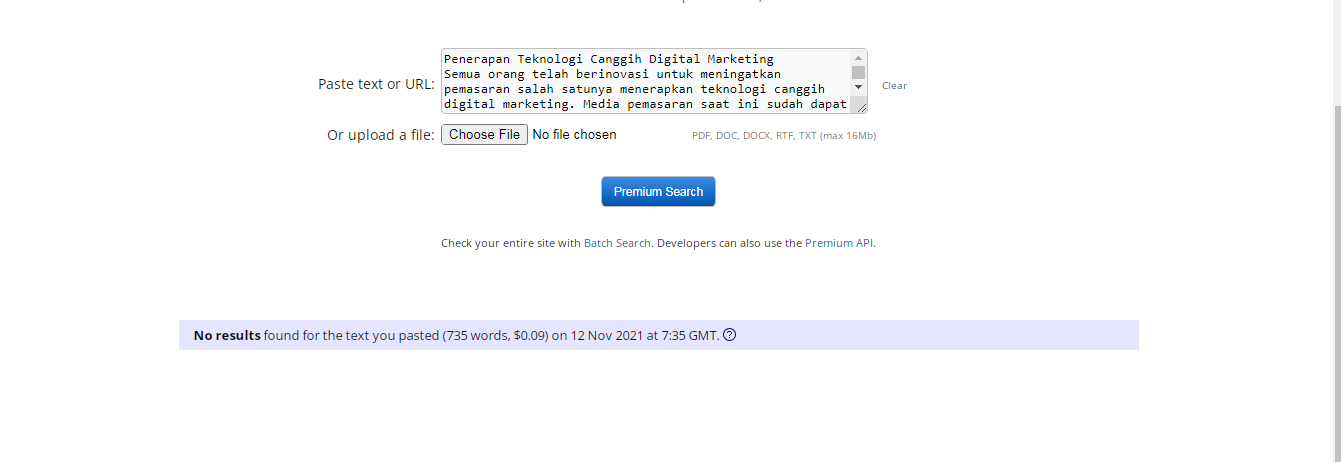 Paste text or URL:
Penerapan Teknologi Canggih Digital Marketing
Semua orang telah berinovasi untuk meningatkan
pemasaran salah satunya menerapkan teknologi canggih
digital marketing. Media pemasaran saat ini sudah dapat
Clear
Or upload a file: Choose File No file chosen PDF, DOC, DOCX, RTF, TXT (max 16Mb)
Premium Search
Check your entire site with Batch Search. Developers can also use the Premium API.
No results found for the text you pasted (735 words, $0.09) on 12 Nov 2021 at 7:35 GMT. ?